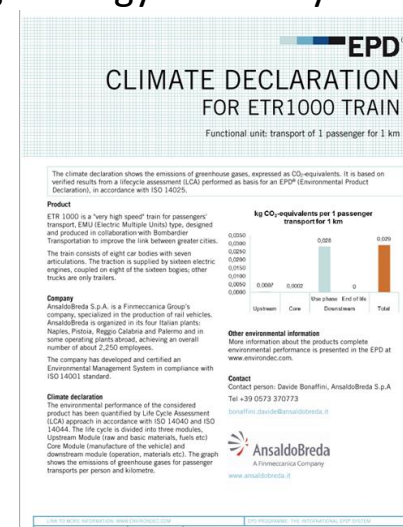 EPD®
CLIMATE DECLARATION
FOR ETR1000 TRAIN
Functional unit: transport of 1 passenger for 1 km
The climate declaration shows the emissions of greenhouse gases, expressed as CO2-equivalents. It is based on
verified results from a lifecycle assessment (LCA) performed as basis for an EPD® (Environmental Product
Declaration), in accordance with ISO 14025.
Product
ETR 1000 is a "very high speed" train for passengers'
transport, EMU (Electric Multiple Units) type, designed
and produced in collaboration with Bombardier
Transportation to improve the link between greater cities.
The train consists of eight car bodies with seven
articulations. The traction is supplied by sixteen electric
engines, coupled on eight of the sixteen bogies; other
trucks are only trailers.
Company
AnsaldoBreda S.p.A. is a Finmeccanica Group's
company, specialized in the production of rail vehicles.
AnsaldoBreda is organized in its four Italian plants:
Naples, Pistoia, Reggio Calabria and Palermo and in
some operating plants abroad, achieving an overall
number of about 2,250 employees.
The company has developed and certified an
Environmental Management System in compliance with
ISO 14001 standard.
Climate declaration
The environmental performance of the considered
product has been quantified by Life Cycle Assessment
(LCA) approach in accordance with ISO 14040 and ISO
14044. The life cycle is divided into three modules,
Upstream Module (raw and basic materials, fuels etc)
Core Module (manufacture of the vehicle) and
downstream module (operation, materials etc). The graph
shows the emissions of greenhouse gases for passenger
transports per person and kilometre.
kg CO2-equivalents per 1 passenger
transport for 1 km
0,0350
0,0300
0,0250
0,0200
0,0150
0,0100
0,0050
0,0000
0,0007
0,0002
0,028
0
0,029
Use phase End of life
Upstream Core Downstream Total
Other environmental information
More information about the products complete
environmental performance is presented in the EPD at
www.environdec.com.
Contact
Contact person: Davide Bonaffini, AnsaldoBreda S.p.A
Tel +39 0573 370773
bonaffini.davide@ansaldobreda.it
AnsaldoBreda
A Finmeccanica Company
www.ansaldobreda.it
LINK TO MORE INFORMATION: WWW.ENVIRONDEC.COM
EPD PROGRAMME: THE INTERNATIONAL EPD® SYSTEM